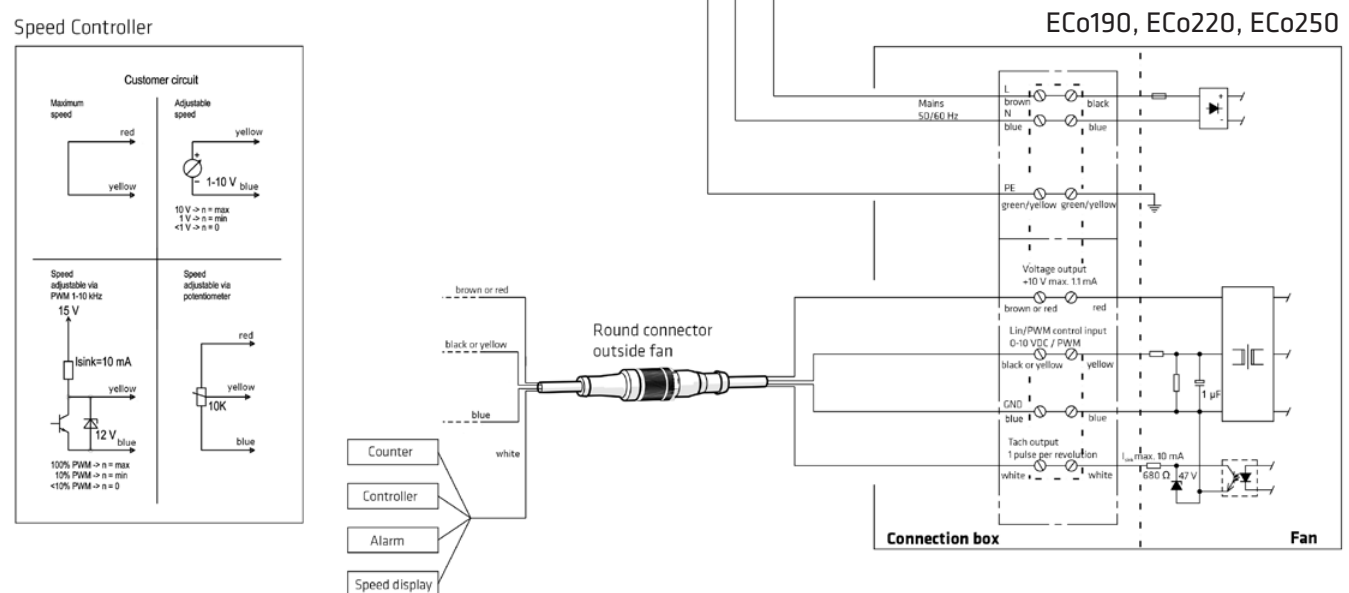 Speed Controller
Customer circuit
Maximum
speed
red
yellow
Adjustable
speed
yellow
+
−
1-10 V
blue
10 V -> n = max
1 V -> n = min
<1 V -> n = 0
Speed
adjustable via
PWM 1-10 kHz
15 V
Isink=10 mA
yellow
12 V
blue
100% PWM -> n = max
10% PWM -> n = min
<10% PWM -> n = 0
Speed
adjustable via
potentiometer
red
yellow
10K
blue
brown or red
black or yellow
blue
white
Counter
Controller
Alarm
Speed display
Round connector
outside fan
ECo190, ECo220, ECo250
Mains
50/60 Hz
L
brown
black
N
blue
blue
+
-
PE
green/yellow
green/yellow
Voltage output
+10 V max. 1.1 mA
brown or red
red
Lin/PWM control input
0-10 VDC / PWM
black or yellow
yellow
1 µF
GND
blue
blue
Tach output
1 pulse per revolution
white
white
Isink max. 10 mA
680 Ω
47 V
Connection box
Fan